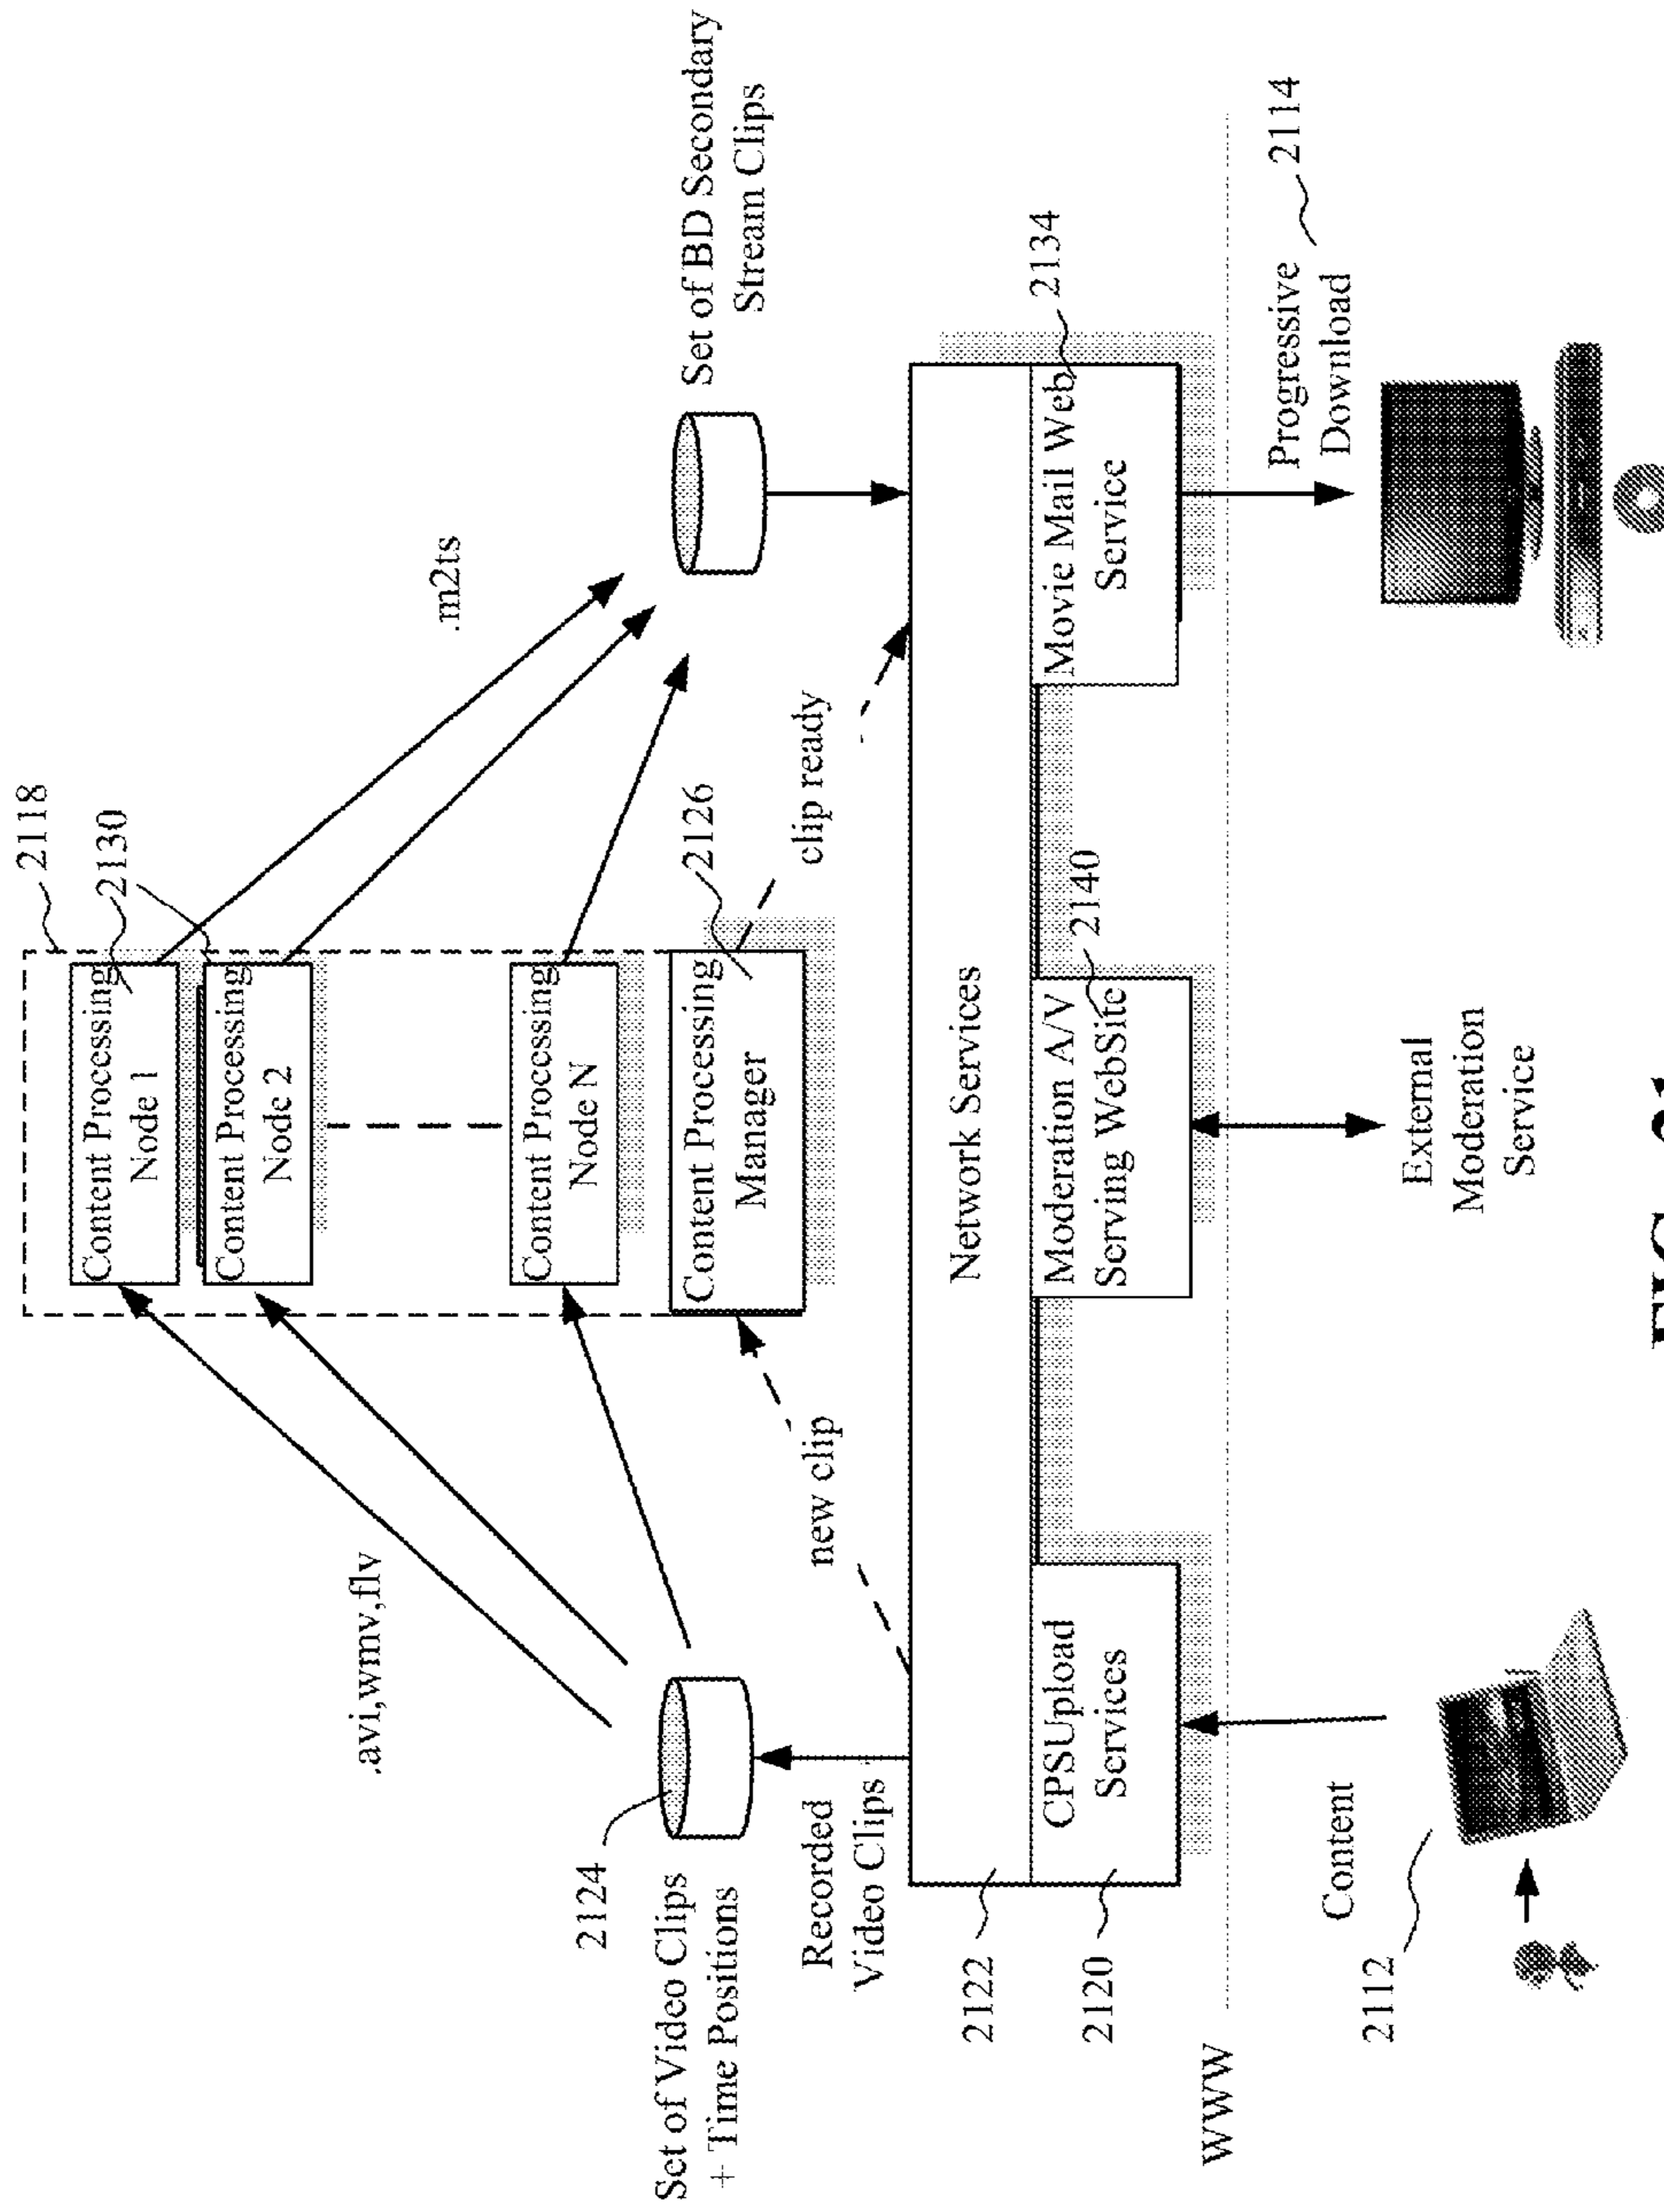 2118
2130
Content Processing
Node 1
Content Processing
Node 2
.avi,wmv,flv
.m2ts
Content Processing
Node N
2124
Set of Video Clips
+ Time Positions
Content Processing
Manager
2126
Set of BD Secondary
Stream Clips
new clip
clip ready
Recorded
Video Clips
2122
Network Services
2120
CPSUpload
Services
Moderation A/V
Serving WebSite
2140
Movie Mail Web
Service
2134
WWW
2112
Content
External
Moderation
Service
Progressive
Download
2114